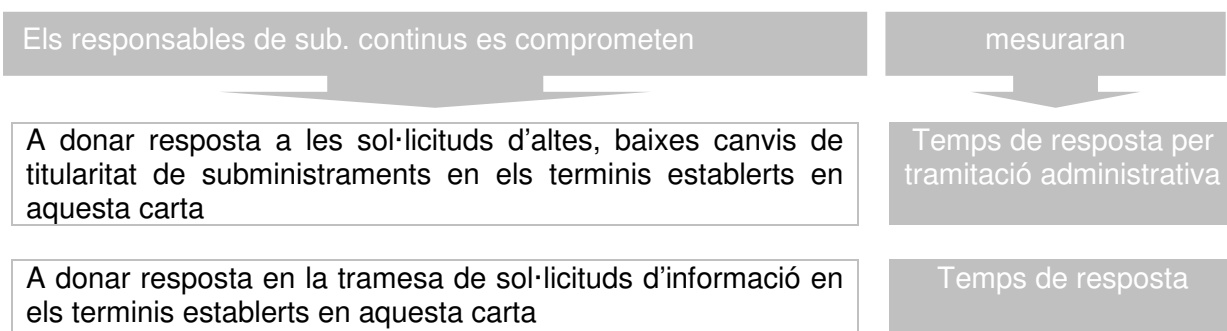 Els responsables de sub. continus es comprometen
mesuraran
A donar resposta a les sol·licituds d'altes, baixes canvis de
titularitat de subministraments en els terminis establerts en
aquesta carta
Temps de resposta per
tramitació administrativa
A donar resposta en la tramesa de sol·licituds d'informació en
els terminis establerts en aquesta carta
Temps de resposta